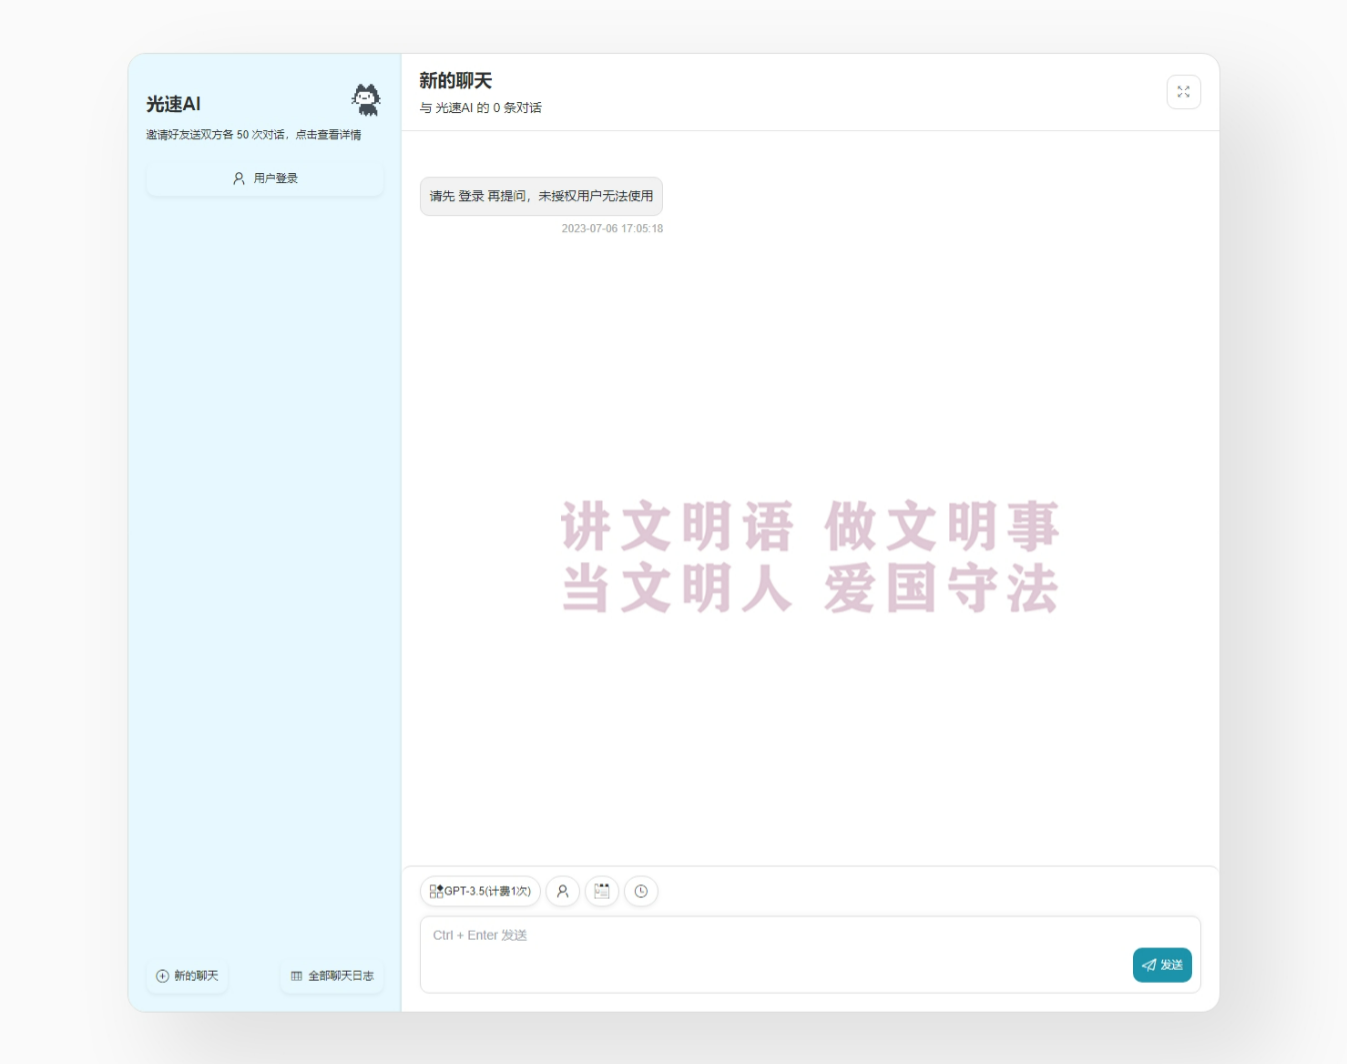 光速AI
邀请好友送双方各 50 次对话，点击查看详情
用户登录
新的聊天
与 光速AI 的 0 条对话
请先 登录 再提问，未授权用户无法使用
2023-07-06 17:05:18
讲文明语 做文明事
当文明人 爱国守法
GPT-3.5(计费1次)
Ctrl + Enter 发送
发送
新的聊天
全部聊天日志